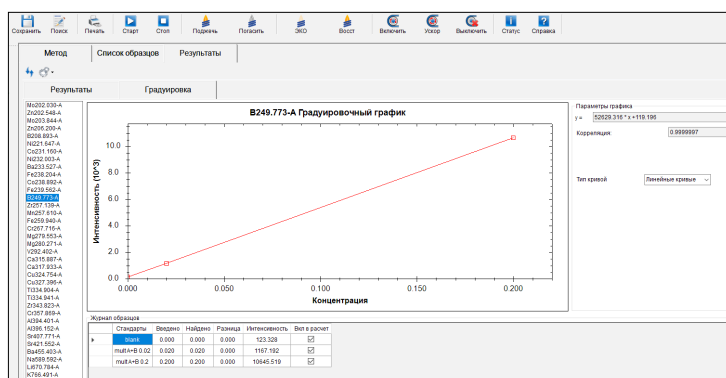 Сохранить Поиск Печать Старт Стоп Поджечь Погасить ЭКО Восст Включить Ускор Выключить Статус Справка
Метод Список образцов Результаты
Результаты Градуировка
Mo202.030-A
Zn202.548-A
Mo203.844-A
Zn206.200-A
B208.893-A
Ni221.647-A
Co231.160-A
Ni232.003-A
Ba233.527-A
Fe238.204-A
Co238.892-A
Fe239.562-A
B249.773-A
Zr257.139-A
Mn257.610-A
Fe259.940-A
Cr267.716-A
Mg279.553-A
Mg280.271-A
V292.402-A
Ca315.887-A
Ca317.933-A
Cu324.754-A
Cu327.396-A
Ti334.904-A
Ti334.941-A
Zr343.823-A
Cr357.869-A
Al394.401-A
Al396.152-A
Sr407.771-A
Sr421.552-A
Ba455.403-A
Na589.592-A
Li670.784-A
K766.491-A
B249.773-A Градуировочный график
Интенсивность (10^3)
10.0
8.0
6.0
4.0
2.0
0.0
0.000 0.050 0.100 0.150 0.200
Концентрация
Параметры графика
y = 52629.316 * x +119.196
Корреляция: 0.9999997
Тип кривой Линейные кривые
Журнал образцов
Стандарты Введено Найдено Разница Интенсивность Вкл в расчет
blank 0.000 0.000 0.000 123.328
multA+B 0.02 0.020 0.020 0.000 1167.192
multA+B 0.2 0.200 0.200 0.000 10645.519